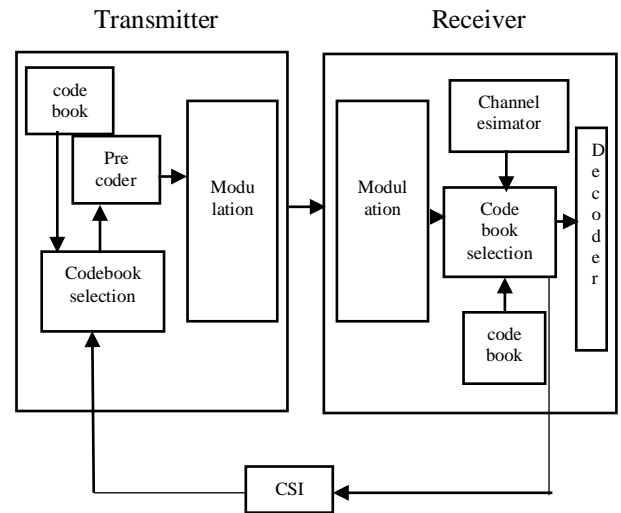 Transmitter
Receiver
code
book
Pre
coder
Modu
lation
Codebook
selection
Modul
ation
Channel
esimator
Code
book
selection
code
book
D
e
c
o
d
e
r
CSI